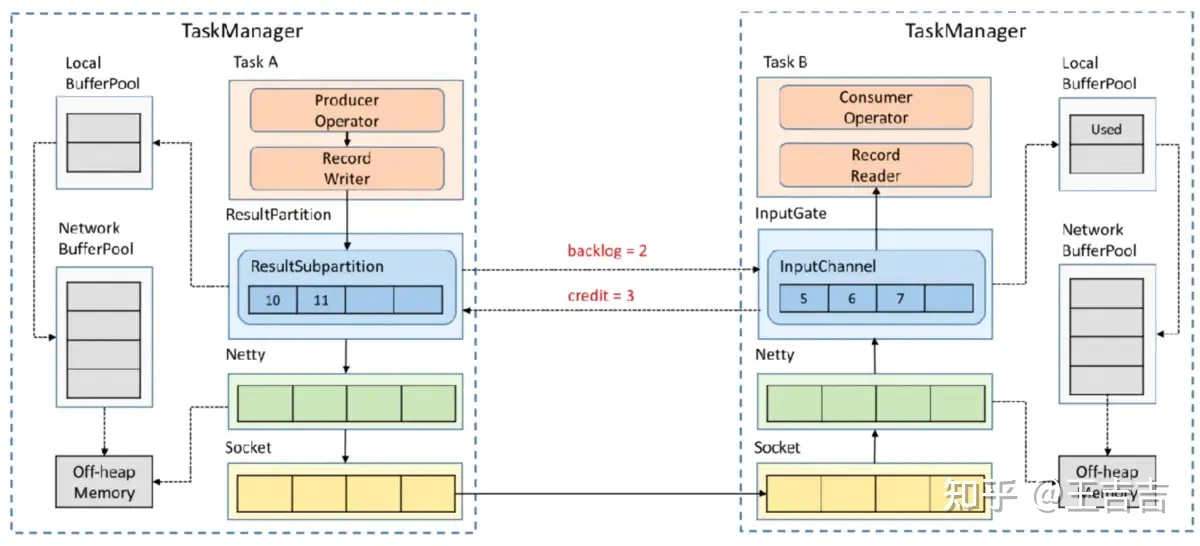 TaskManager
Local
BufferPool
Task A
Producer
Operator
Record
Writer
ResultPartition
Network
BufferPool
ResultSubpartition
10 11
Netty
Socket
Off-heap
Memory
backlog = 2
credit = 3
TaskManager
Task B
Local
BufferPool
Consumer
Operator
Used
Record
Reader
InputGate
Network
BufferPool
InputChannel
5 6 7
Netty
Socket
Off-heap
Memory
知乎 @王吉吉